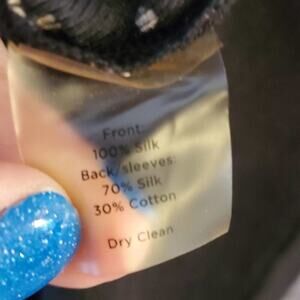 Front:
100% Silk
Back/sleeves:
70% Silk
30% Cotton
Dry Clean